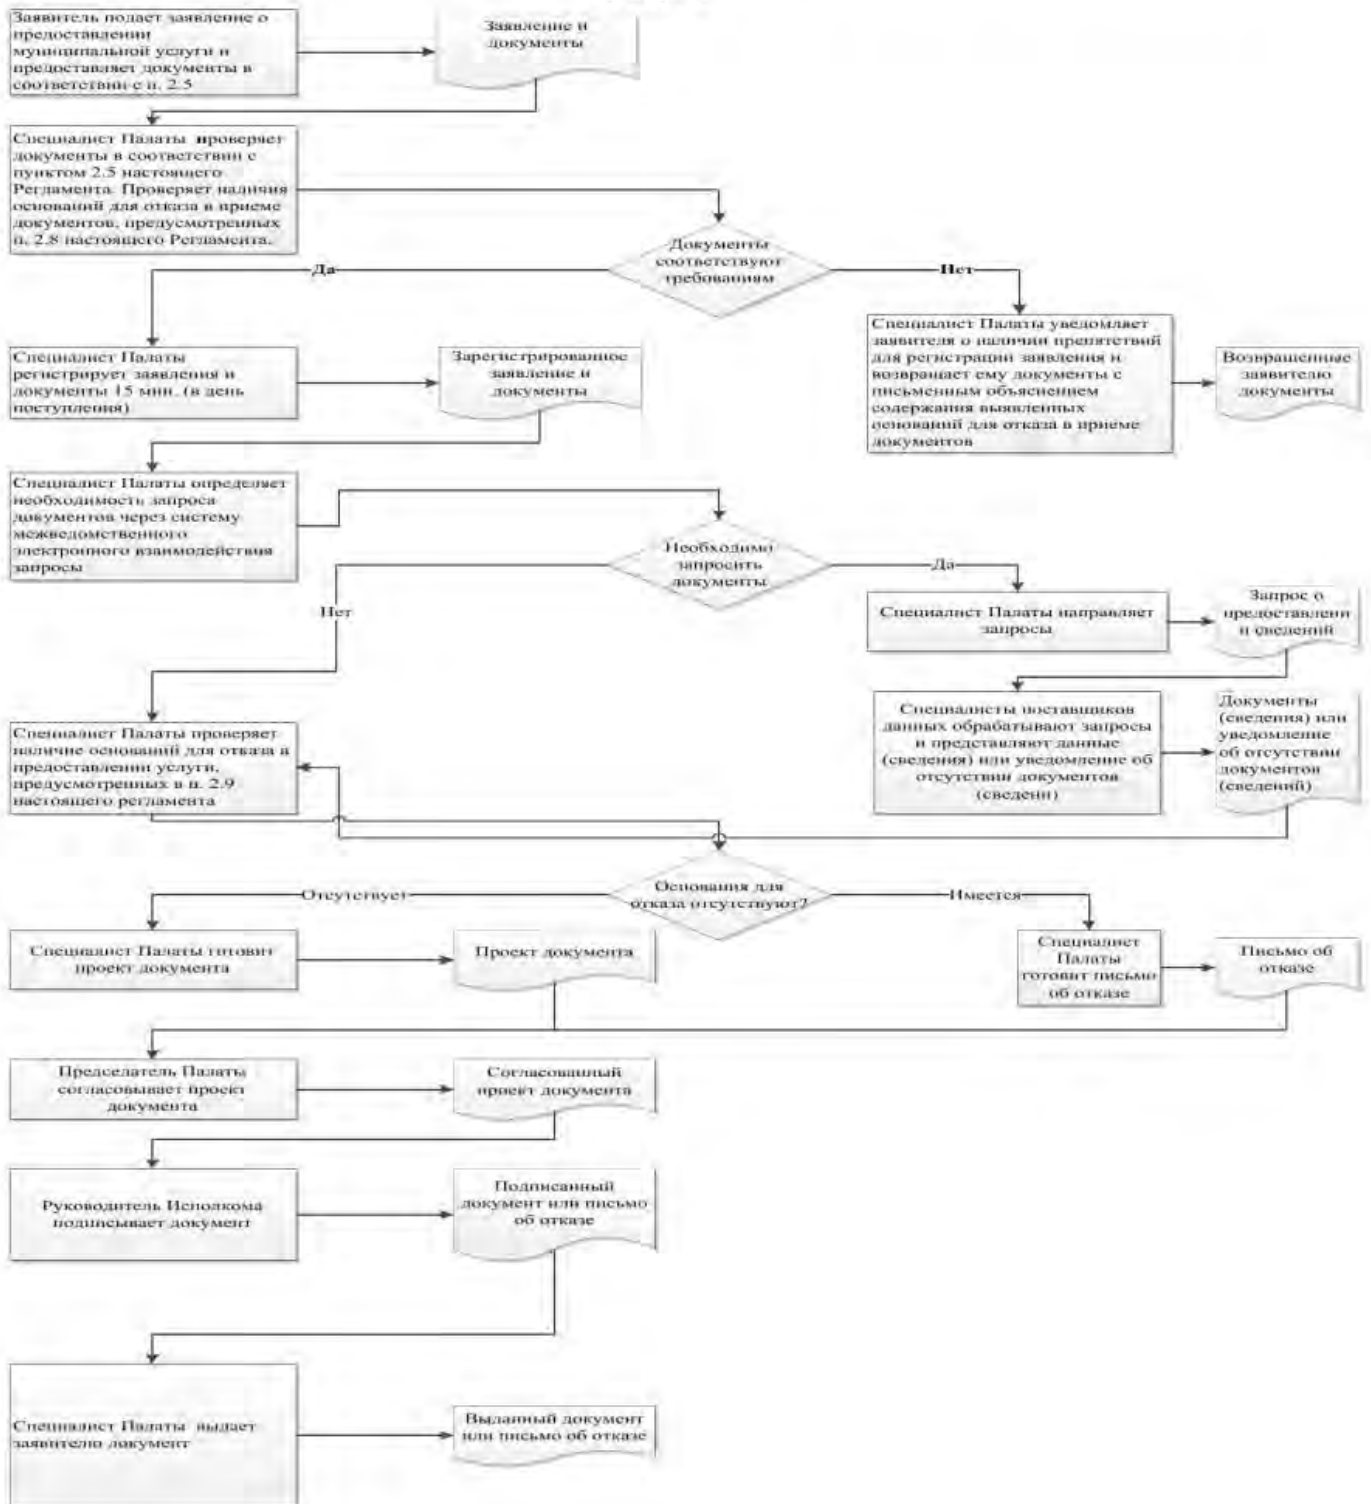 Заявитель подает заявление о
предоставлении
муниципальной услуги и
предоставляет документы в
соответствии с п. 2.5
Заявление и
документы
Специалист Палаты проверяет
документы в соответствии с
пунктом 2.5 настоящего
Регламента. Проверяет наличия
оснований для отказа в приеме
документов, предусмотренных
п. 2.8 настоящего Регламента.
Документы
соответствуют
требованиям
Да
Нет
Специалист Палаты
регистрирует заявления и
документы 15 мин. (в день
поступления)
Зарегистрированное
заявление и
документы
Специалист Палаты уведомляет
заявителя о наличии препятствий
для регистрации заявления и
возвращает ему документы с
письменным объяснением
содержания выявленных
оснований для отказа в приеме
документов
Возвращенные
заявителю
документы
Специалист Палаты определяет
необходимость запроса
документов через систему
межведомственного
электронного взаимодействия
запросы
Необходимо
запросить
документы
Да
Нет
Специалист Палаты направляет
запросы
Запрос о
предоставлени
и сведений
Специалисты поставщиков
данных обрабатывают запросы
и представляют данные
(сведения) или уведомление об
отсутствии документов
(сведени)
Документы
(сведения) или
уведомление
об отсутствии
документов
(сведений)
Специалист Палаты проверяет
наличие оснований для отказа в
предоставлении услуги,
предусмотренных в п. 2.9
настоящего регламента
Основания для
отказа отсутствуют?
Отсутствует
Имеется
Специалист Палаты готовит
проект документа
Проект документа
Специалист
Палаты
готовит письмо
об отказе
Письмо об
отказе
Председатель Палаты
согласовывает проект
документа
Согласованный
проект документа
Руководитель Исполкома
подписывает документ
Подписанный
документ или письмо
об отказе
Специалист Палаты выдает
заявителю документ
Выданный документ
или письмо об отказе